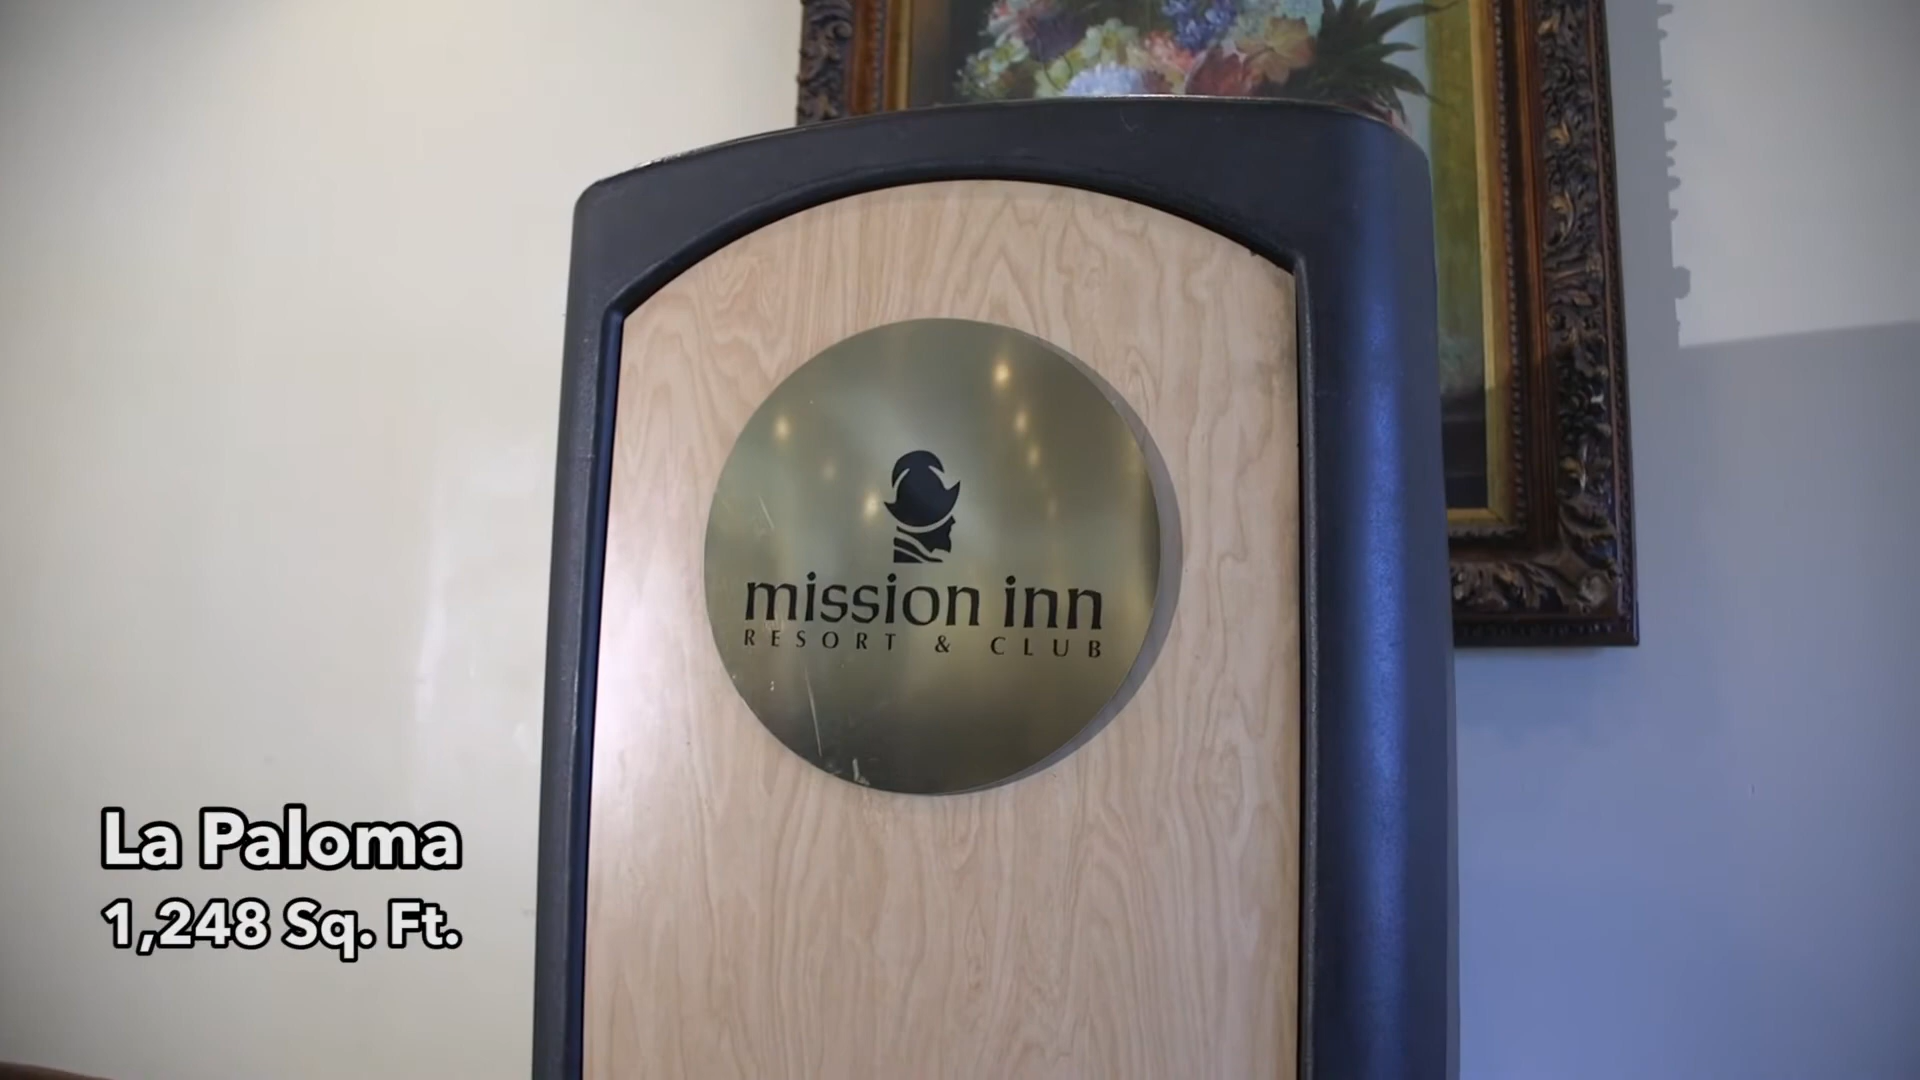 mission inn
RESORT & CLUB
La Paloma
1,248 Sq. Ft.